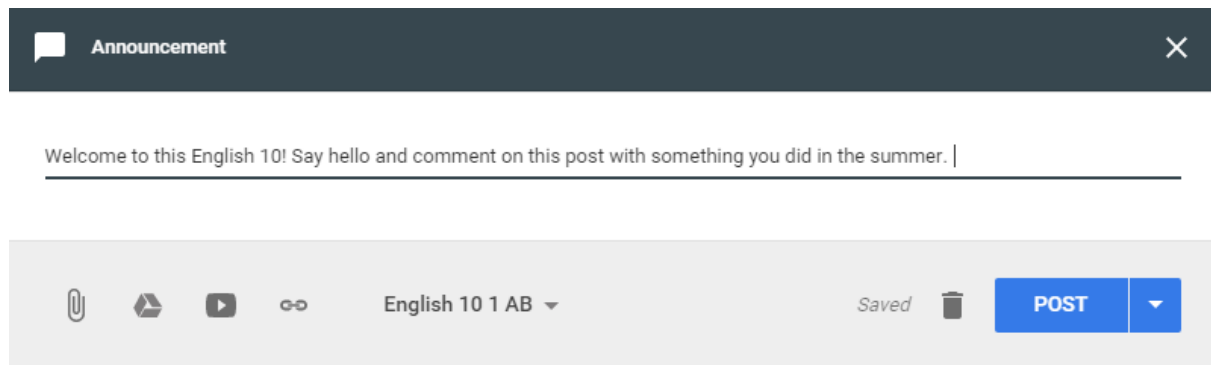 Announcement
Welcome to this English 10! Say hello and comment on this post with something you did in the summer.
English 10 1 AB
Saved
POST